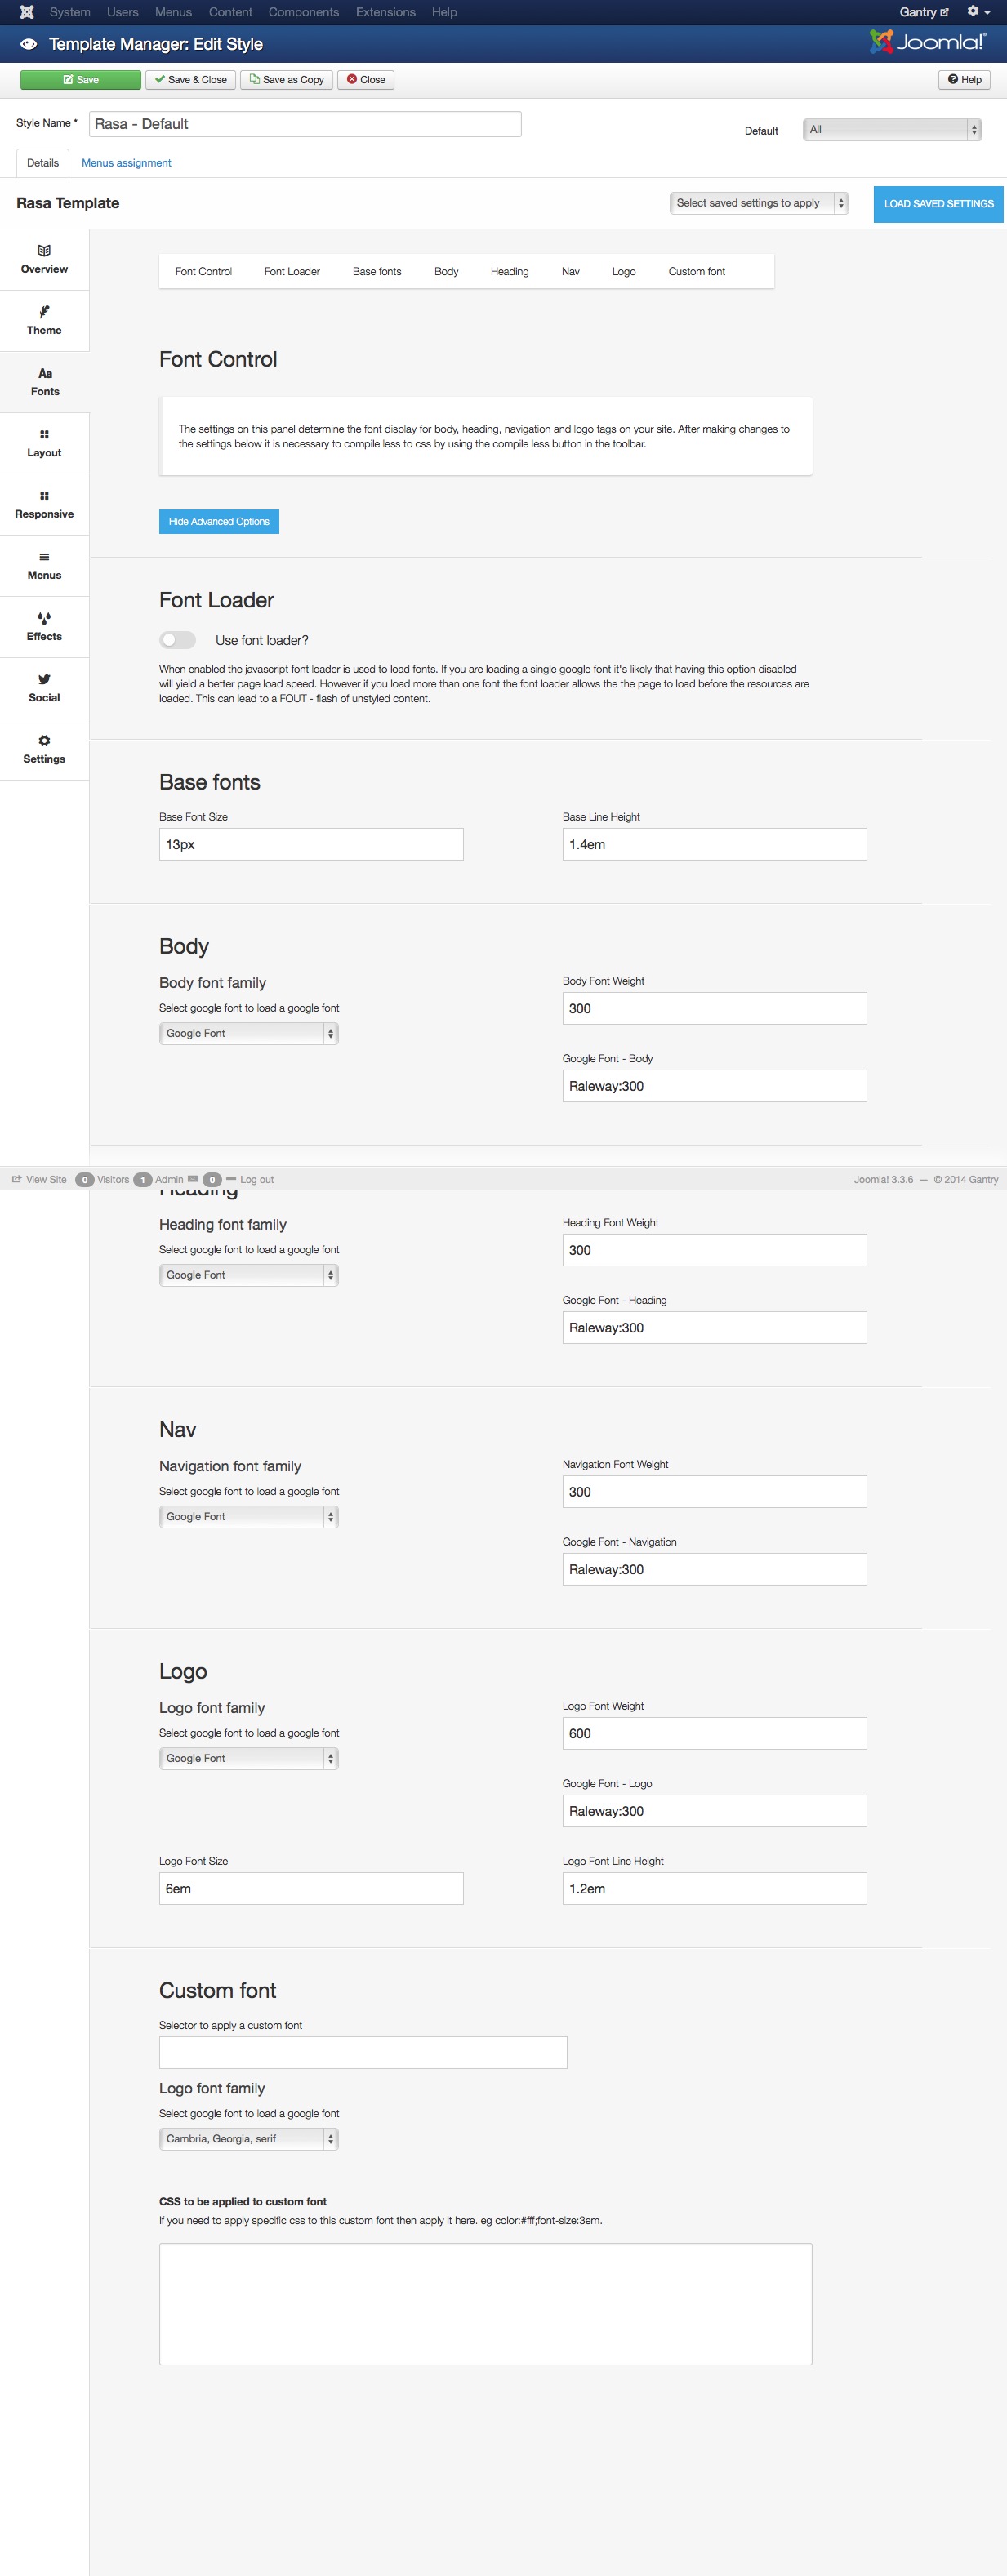 System Users Menus Content Components Extensions Help Gantry
Template Manager: Edit Style Joomla!®
Save Save & Close Save as Copy Close Help
Style Name * Rasa - Default Default All
Details Menus assignment
Rasa Template Select saved settings to apply LOAD SAVED SETTINGS
Overview
Theme
Aa
Fonts
Layout
Responsive
Menus
Effects
Social
Settings
Font Control Font Loader Base fonts Body Heading Nav Logo Custom font
Font Control
The settings on this panel determine the font display for body, heading, navigation and logo tags on your site. After making changes to
the settings below it is necessary to compile less to css by using the compile less button in the toolbar.
Hide Advanced Options
Font Loader
Use font loader?
When enabled the javascript font loader is used to load fonts. If you are loading a single google font it's likely that having this option disabled
will yield a better page load speed. However if you load more than one font the font loader allows the the page to load before the resources are
loaded. This can lead to a FOUT - flash of unstyled content.
Base fonts
Base Font Size Base Line Height
13px 1.4em
Body
Body font family Body Font Weight
Select google font to load a google font 300
Google Font
Google Font - Body
Raleway:300
View Site 0 Visitors 1 Admin 0 Log out Joomla! 3.3.6 — © 2014 Gantry
Heading
Heading font family Heading Font Weight
Select google font to load a google font 300
Google Font
Google Font - Heading
Raleway:300
Nav
Navigation font family Navigation Font Weight
Select google font to load a google font 300
Google Font
Google Font - Navigation
Raleway:300
Logo
Logo font family Logo Font Weight
Select google font to load a google font 600
Google Font
Google Font - Logo
Raleway:300
Logo Font Size Logo Font Line Height
6em 1.2em
Custom font
Selector to apply a custom font
Logo font family
Select google font to load a google font
Cambria, Georgia, serif
CSS to be applied to custom font
If you need to apply specific css to this custom font then apply it here. eg color:#fff;font-size:3em.